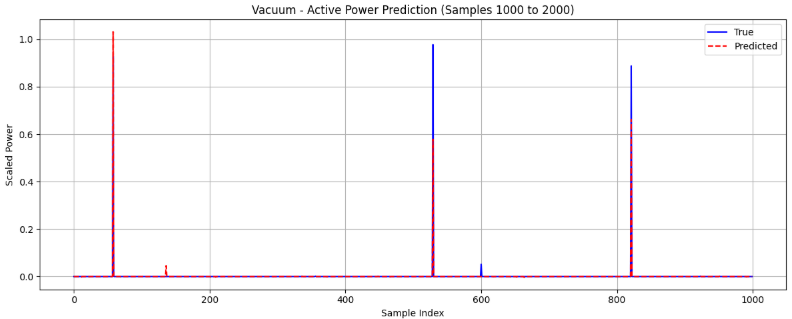 Vacuum - Active Power Prediction (Samples 1000 to 2000)
True
Predicted
Scaled Power
1.0
0.8
0.6
0.4
0.2
0.0
0
200
400
600
800
1000
Sample Index